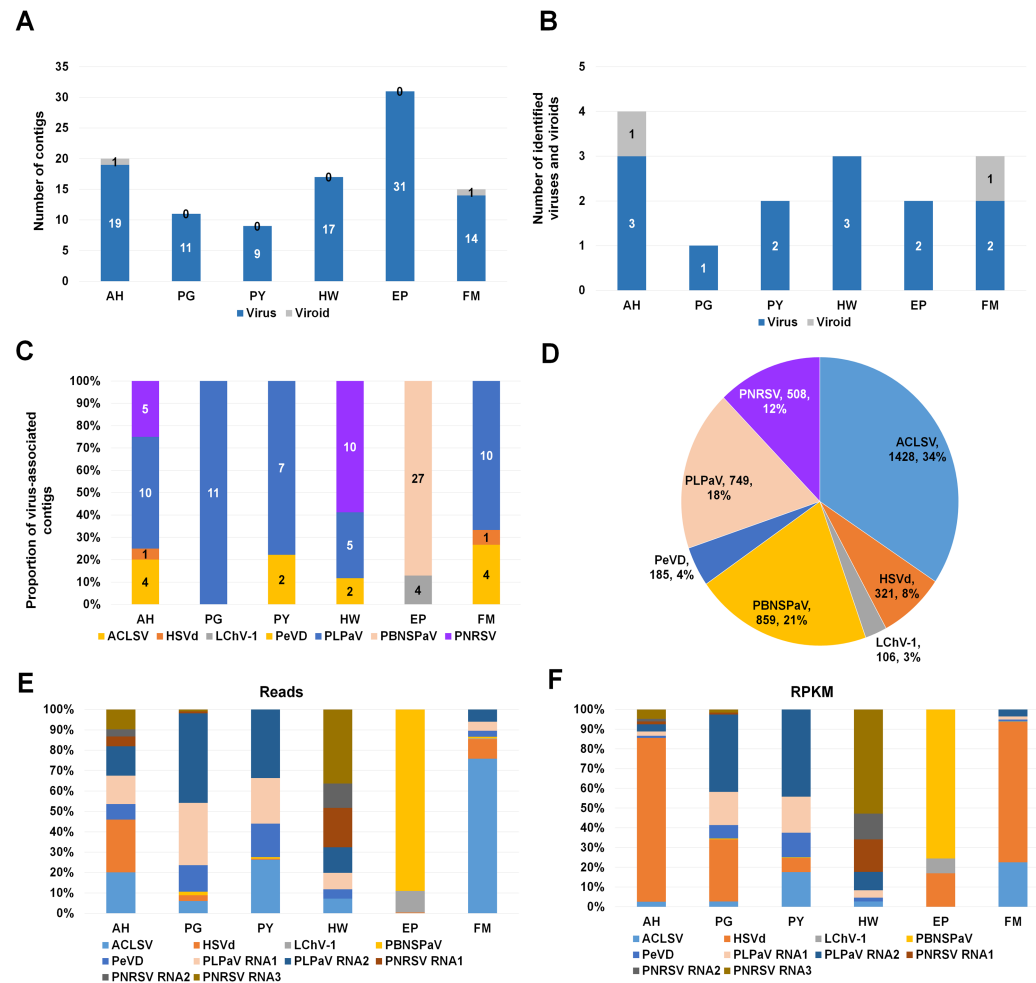 A
Number of contigs
35
30
25
20
15
10
5
0
1
19
0
11
0
9
0
17
0
31
1
14
AH PG PY HW EP FM
Virus Viroid
B
Number of identified
viruses and viroids
5
4
3
2
1
0
1
3
1
2
3
2
1
2
AH PG PY HW EP FM
Virus Viroid
C
Proportion of virus-associated
contigs
100%
90%
80%
70%
60%
50%
40%
30%
20%
10%
0%
5
10
1
4
11
7
2
10
5
2
27
4
10
1
4
AH PG PY HW EP FM
ACLSV HSVd LChV-1 PeVD PLPaV PBNSPaV PNRSV
D
PNRSV, 508,
12%
ACLSV,
1428, 34%
PLPaV, 749,
18%
PeVD,
185, 4%
HSVd,
321, 8%
PBNSPaV,
859, 21%
LChV-1,
106, 3%
E
Reads
100%
90%
80%
70%
60%
50%
40%
30%
20%
10%
0%
AH PG PY HW EP FM
ACLSV HSVd LChV-1 PBNSPaV
PeVD PLPaV RNA1 PLPaV RNA2 PNRSV RNA1
PNRSV RNA2 PNRSV RNA3
F
RPKM
100%
90%
80%
70%
60%
50%
40%
30%
20%
10%
0%
AH PG PY HW EP FM
ACLSV HSVd LChV-1 PBNSPaV
PeVD PLPaV RNA1 PLPaV RNA2 PNRSV RNA1
PNRSV RNA2 PNRSV RNA3